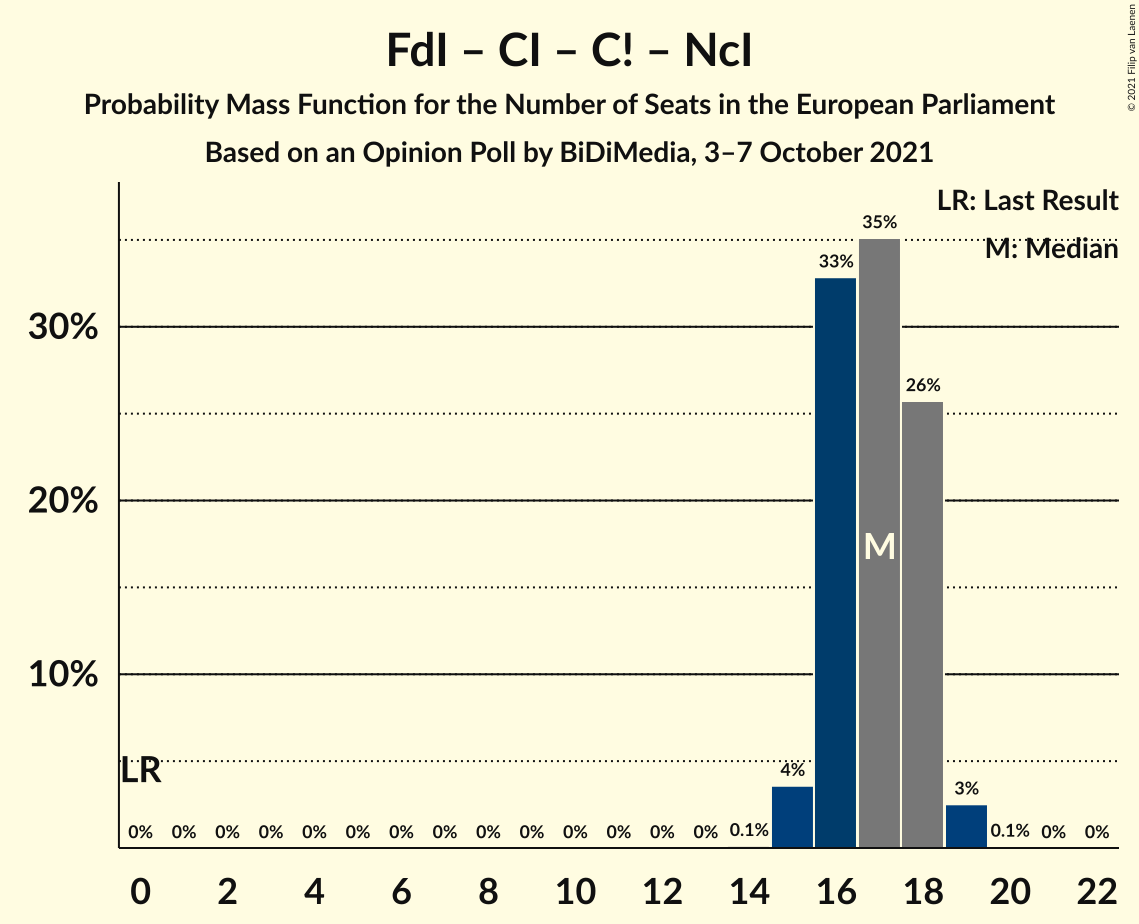 FdI – CI – C! – NcI
Probability Mass Function for the Number of Seats in the European Parliament
Based on an Opinion Poll by BiDiMedia, 3–7 October 2021
© 2021 Filip van Laenen
LR: Last Result
M: Median
35%
33%
30%
26%
20%
M
10%
LR
4%
3%
0% 0% 0% 0% 0% 0% 0% 0% 0% 0% 0% 0% 0% 0% 0.1% 0.1% 0% 0%
0 2 4 6 8 10 12 14 16 18 20 22